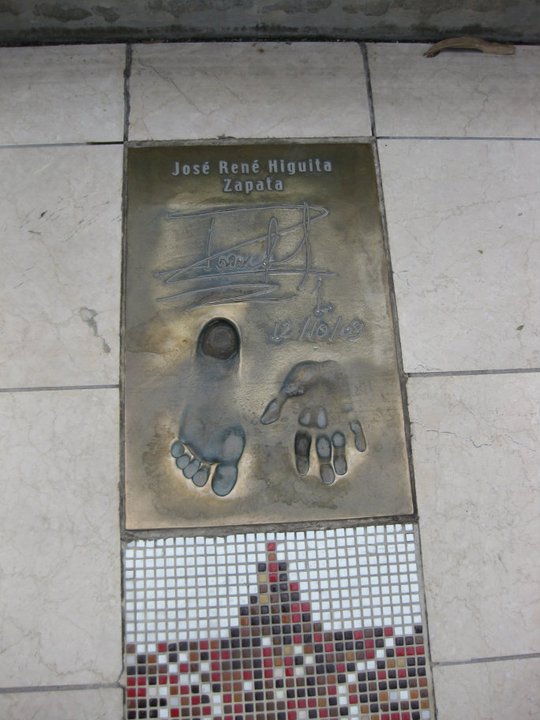 José René Higuita
Zapata
12/10/09